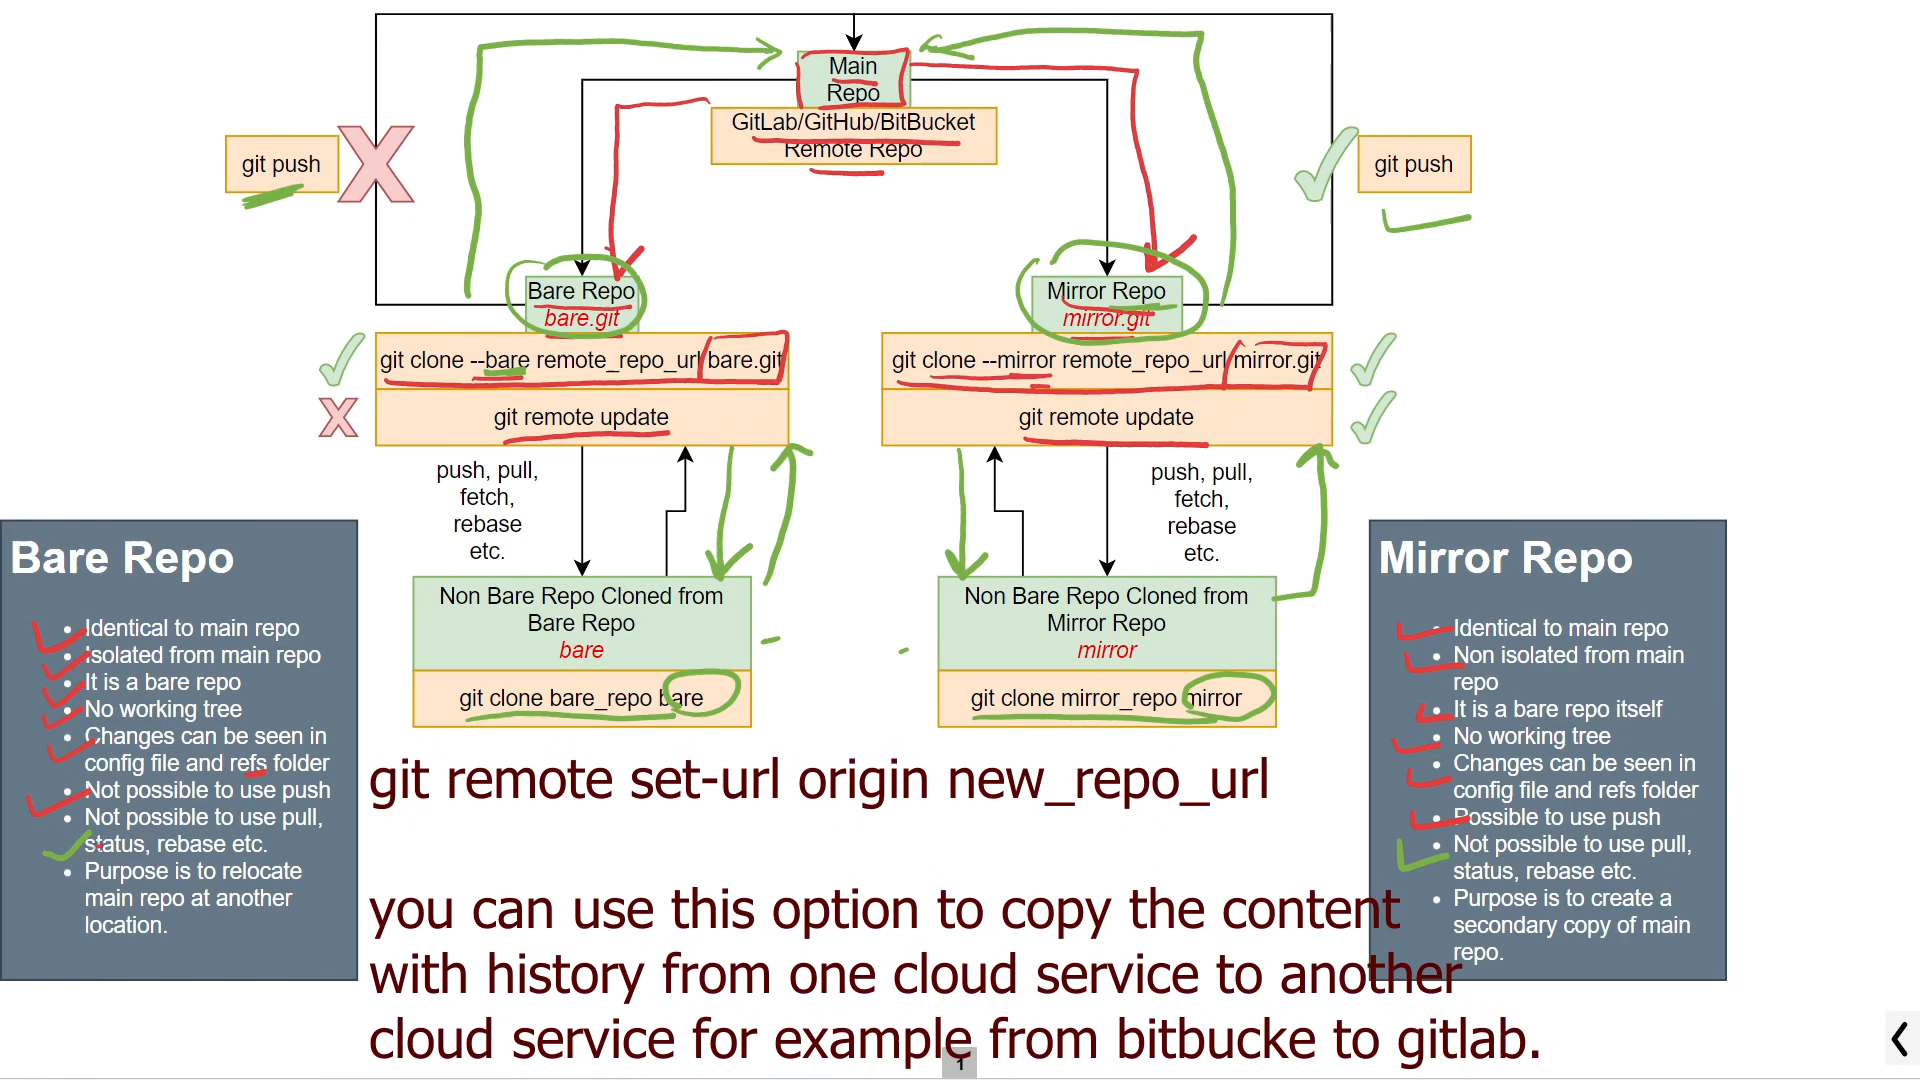 Main
Repo
GitLab/GitHub/BitBucket
Remote Repo
git push
X
git push
Bare Repo
bare.git
Mirror Repo
mirror.git
git clone --bare remote_repo_url bare.git
git clone --mirror remote_repo_url mirror.git
X
git remote update
git remote update
push, pull,
fetch,
rebase
etc.
push, pull,
fetch,
rebase
etc.
Non Bare Repo Cloned from
Bare Repo
bare
git clone bare_repo bare
Non Bare Repo Cloned from
Mirror Repo
mirror
git clone mirror_repo mirror
Bare Repo
• Identical to main repo
• Isolated from main repo
• It is a bare repo
• No working tree
• Changes can be seen in
config file and refs folder
• Not possible to use push
• Not possible to use pull,
status, rebase etc.
• Purpose is to relocate
main repo at another
location.
Mirror Repo
• Identical to main repo
• Non isolated from main
repo
• It is a bare repo itself
• No working tree
• Changes can be seen in
config file and refs folder
• Possible to use push
• Not possible to use pull,
status, rebase etc.
• Purpose is to create a
secondary copy of main
repo.
git remote set-url origin new_repo_url
you can use this option to copy the content
with history from one cloud service to another
cloud service for example from bitbucke to gitlab.
1